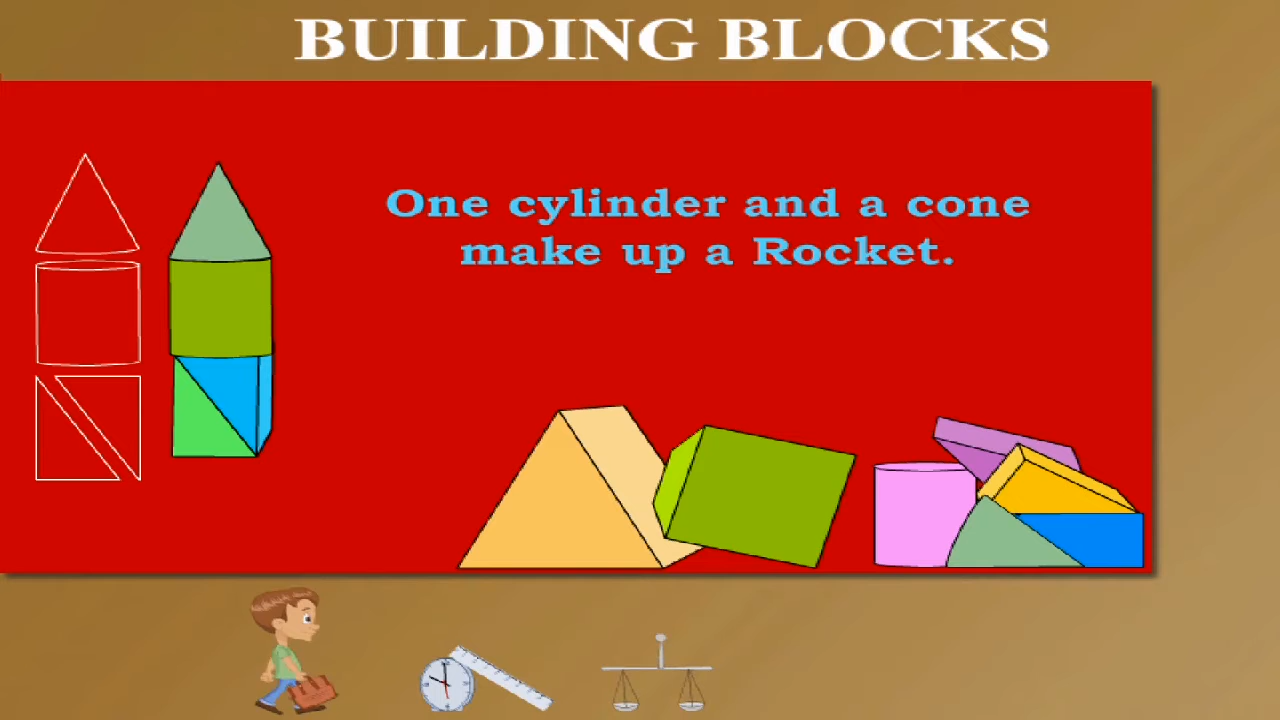 BUILDING BLOCKS
One cylinder and a cone
make up a Rocket.